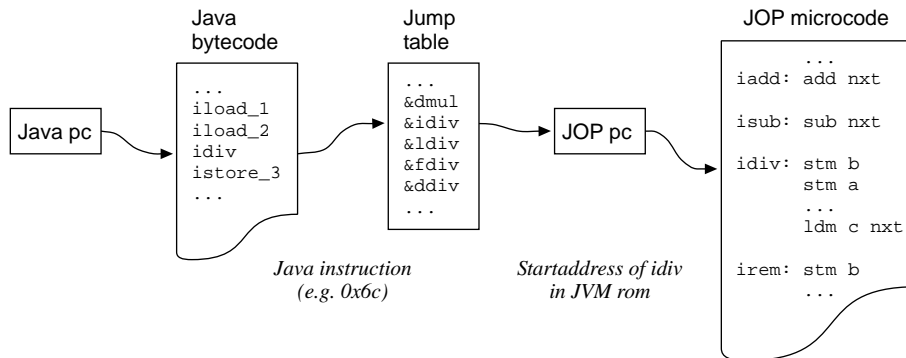 Java
bytecode
Jump
table
JOP microcode
Java pc
...
iload_1
iload_2
idiv
istore_3
...
...
&dmul
&idiv
&ldiv
&fdiv
&ddiv
...
JOP pc
...
iadd: add nxt
isub: sub nxt
idiv: stm b
stm a
...
ldm c nxt
irem: stm b
...
Java instruction
(e.g. 0x6c)
Startaddress of idiv
in JVM rom